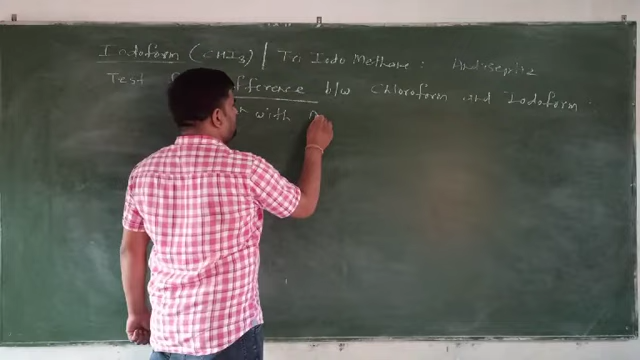 Iodoform (CHI3) | Tri Iodo Methane : Antiseptic
Test difference b/w Chloroform and Iodoform
with